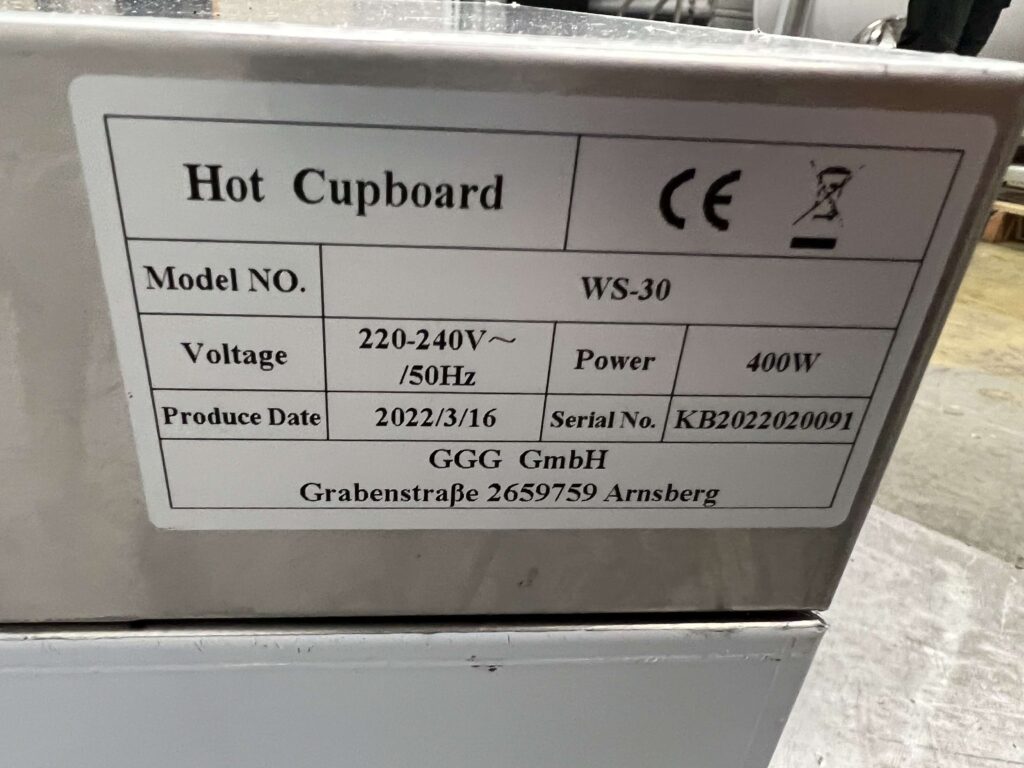 Hot Cupboard CE
Model NO. WS-30
Voltage 220-240V～ /50Hz Power 400W
Produce Date 2022/3/16 Serial No. KB2022020091
GGG GmbH
Grabenstraße 2659759 Arnsberg